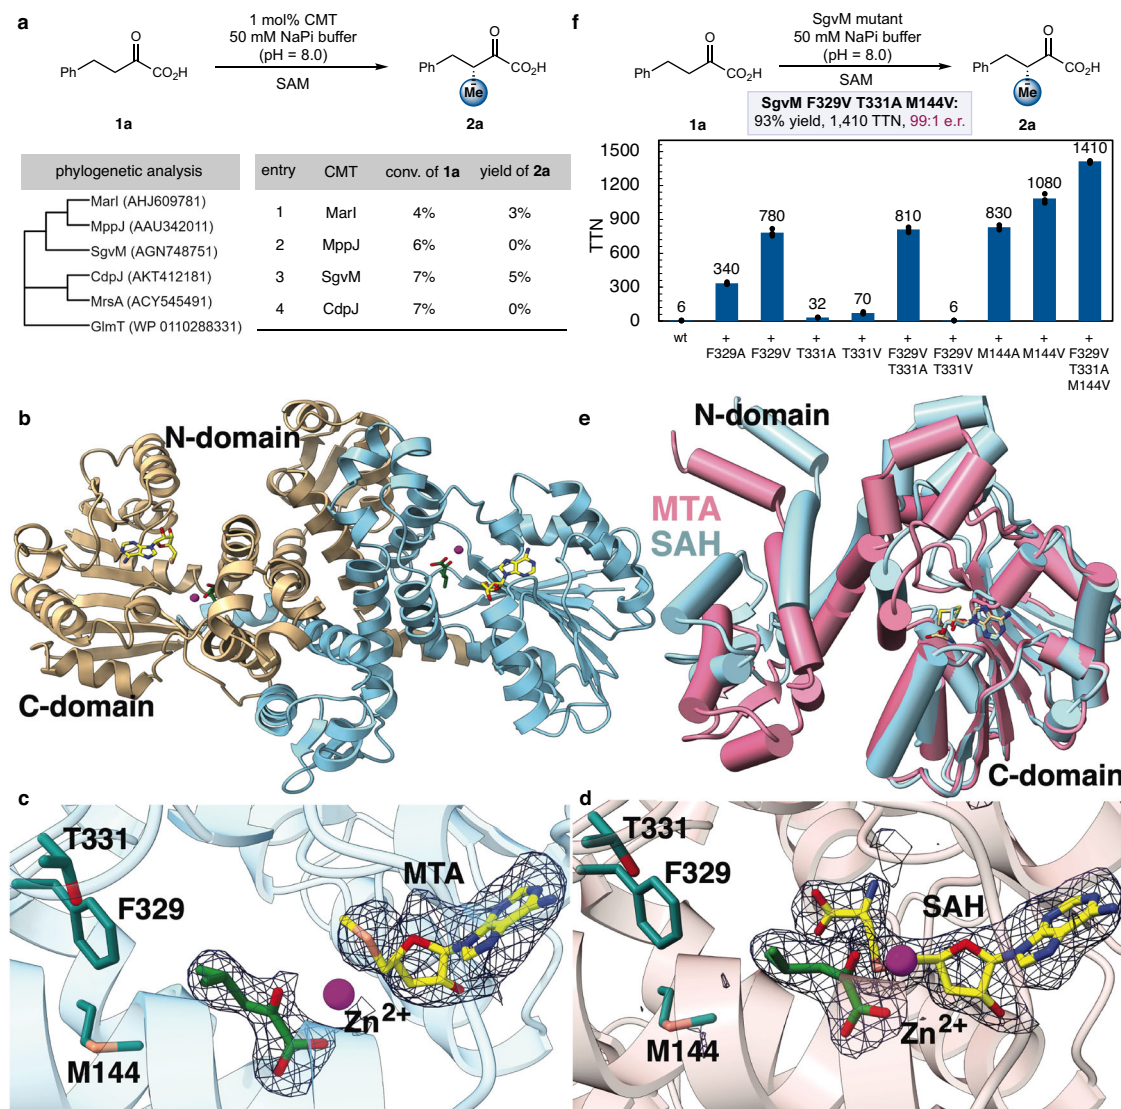 a
1 mol% CMT
50 mM NaPi buffer
(pH = 8.0)
SAM
Ph
O
CO2H
1a
Ph
O
CO2H
Me
2a
phylogenetic analysis
MarI (AHJ609781)
MppJ (AAU342011)
SgvM (AGN748751)
CdpJ (AKT412181)
MrsA (ACY545491)
GlmT (WP 0110288331)
entry CMT conv. of 1a yield of 2a
1 MarI 4% 3%
2 MppJ 6% 0%
3 SgvM 7% 5%
4 CdpJ 7% 0%
f
SgvM mutant
50 mM NaPi buffer
(pH = 8.0)
SAM
Ph
O
CO2H
1a
Ph
O
CO2H
Me
2a
SgvM F329V T331A M144V:
93% yield, 1,410 TTN, 99:1 e.r.
TTN
1500
1200
900
600
300
0
6 340 780 32 70 810 6 830 1080 1410
wt
+ F329A
+ F329V
+ T331A
+ T331V
+ F329V T331A
+ F329V T331V
+ M144A
+ M144V
+ F329V T331A M144V
b
N-domain
C-domain
e
N-domain
MTA
SAH
C-domain
c
T331
F329
MTA
Zn2+
M144
d
T331
F329
SAH
Zn2+
M144